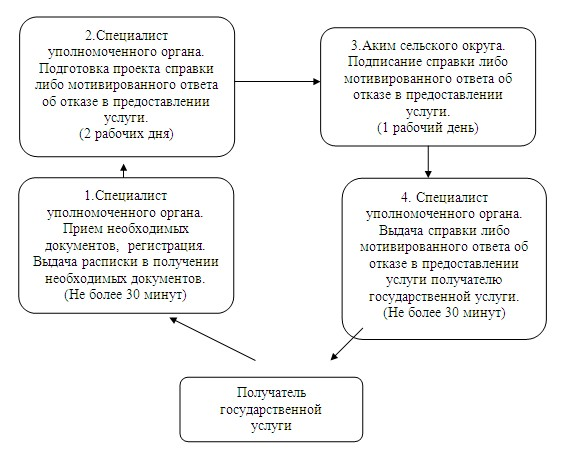 2.Специалист
уполномоченного органа.
Подготовка проекта справки
либо мотивированного ответа
об отказе в предоставлении
услуги.
(2 рабочих дня)
3.Аким сельского округа.
Подписание справки либо
мотивированного ответа об
отказе в предоставлении
услуги.
(1 рабочий день)
1.Специалист
уполномоченного органа.
Прием необходимых
документов, регистрация.
Выдача расписки в получении
необходимых документов.
(Не более 30 минут)
4. Специалист
уполномоченного органа.
Выдача справки либо
мотивированного ответа об
отказе в предоставлении
услуги получателю
государственной услуги.
(Не более 30 минут)
Получатель
государственной
услуги